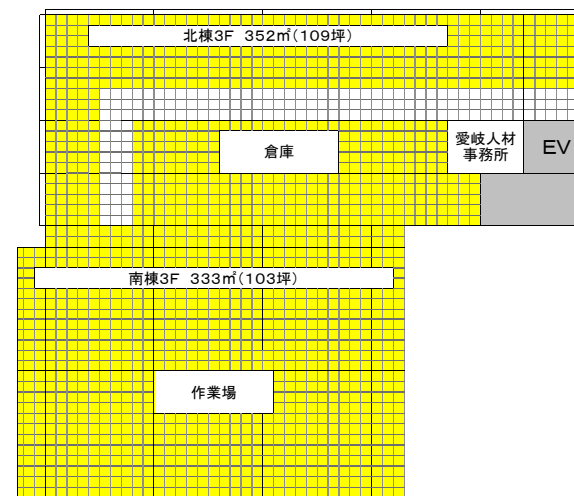 北棟3F 352㎡(109坪)
倉庫
愛岐人材
事務所
EV
南棟3F 333㎡(103坪)
作業場